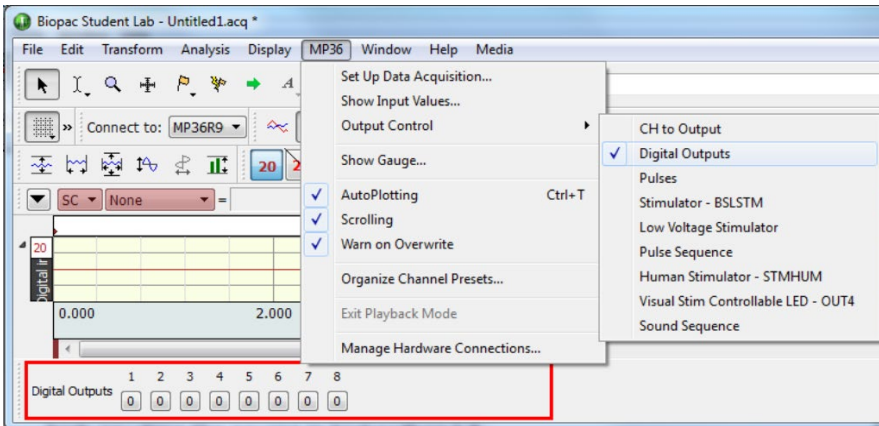 Biopac Student Lab - Untitled1.acq *
File Edit Transform Analysis Display MP36 Window Help Media
A
Connect to: MP36R9
20
SC None =
20
0.000 2.000
Set Up Data Acquisition...
Show Input Values...
Output Control
Show Gauge...
AutoPlotting Ctrl+T
Scrolling
Warn on Overwrite
Organize Channel Presets...
Exit Playback Mode
Manage Hardware Connections...
CH to Output
Digital Outputs
Pulses
Stimulator - BSLSTM
Low Voltage Stimulator
Pulse Sequence
Human Stimulator - STMHUM
Visual Stim Controllable LED - OUT4
Sound Sequence
1 2 3 4 5 6 7 8
Digital Outputs 0 0 0 0 0 0 0 0